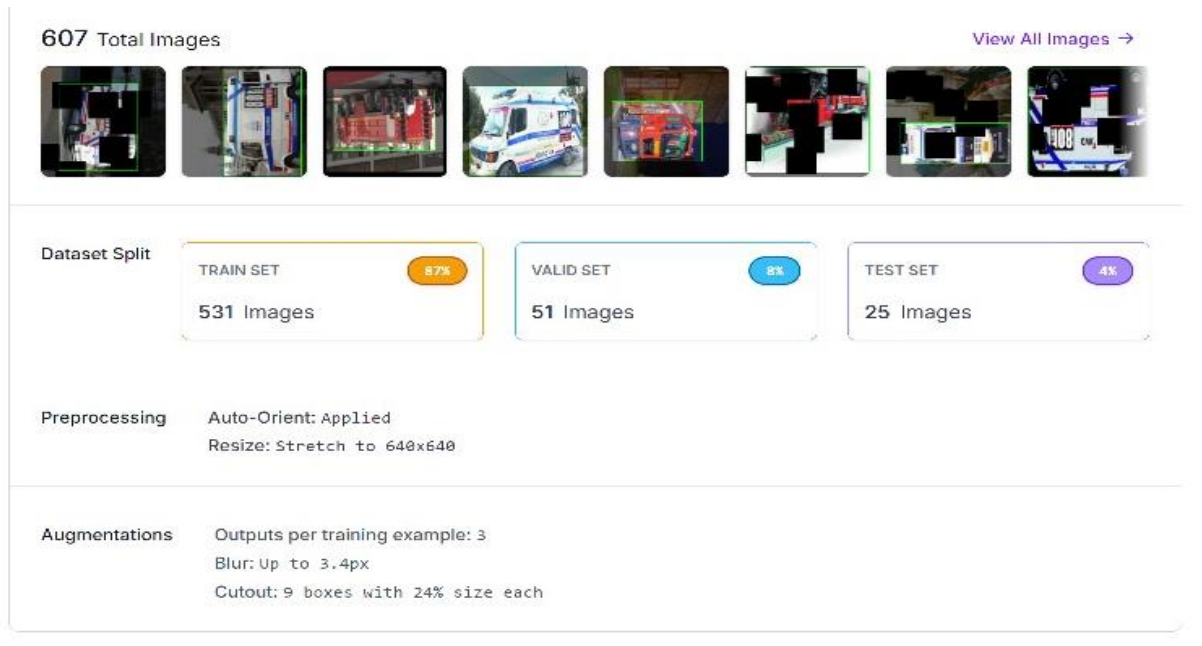 607 Total Images
View All Images →
108
Dataset Split
TRAIN SET 87%
531 Images
VALID SET 8%
51 Images
TEST SET 4%
25 Images
Preprocessing
Auto-Orient: Applied
Resize: Stretch to 640x640
Augmentations
Outputs per training example: 3
Blur: Up to 3.4px
Cutout: 9 boxes with 24% size each